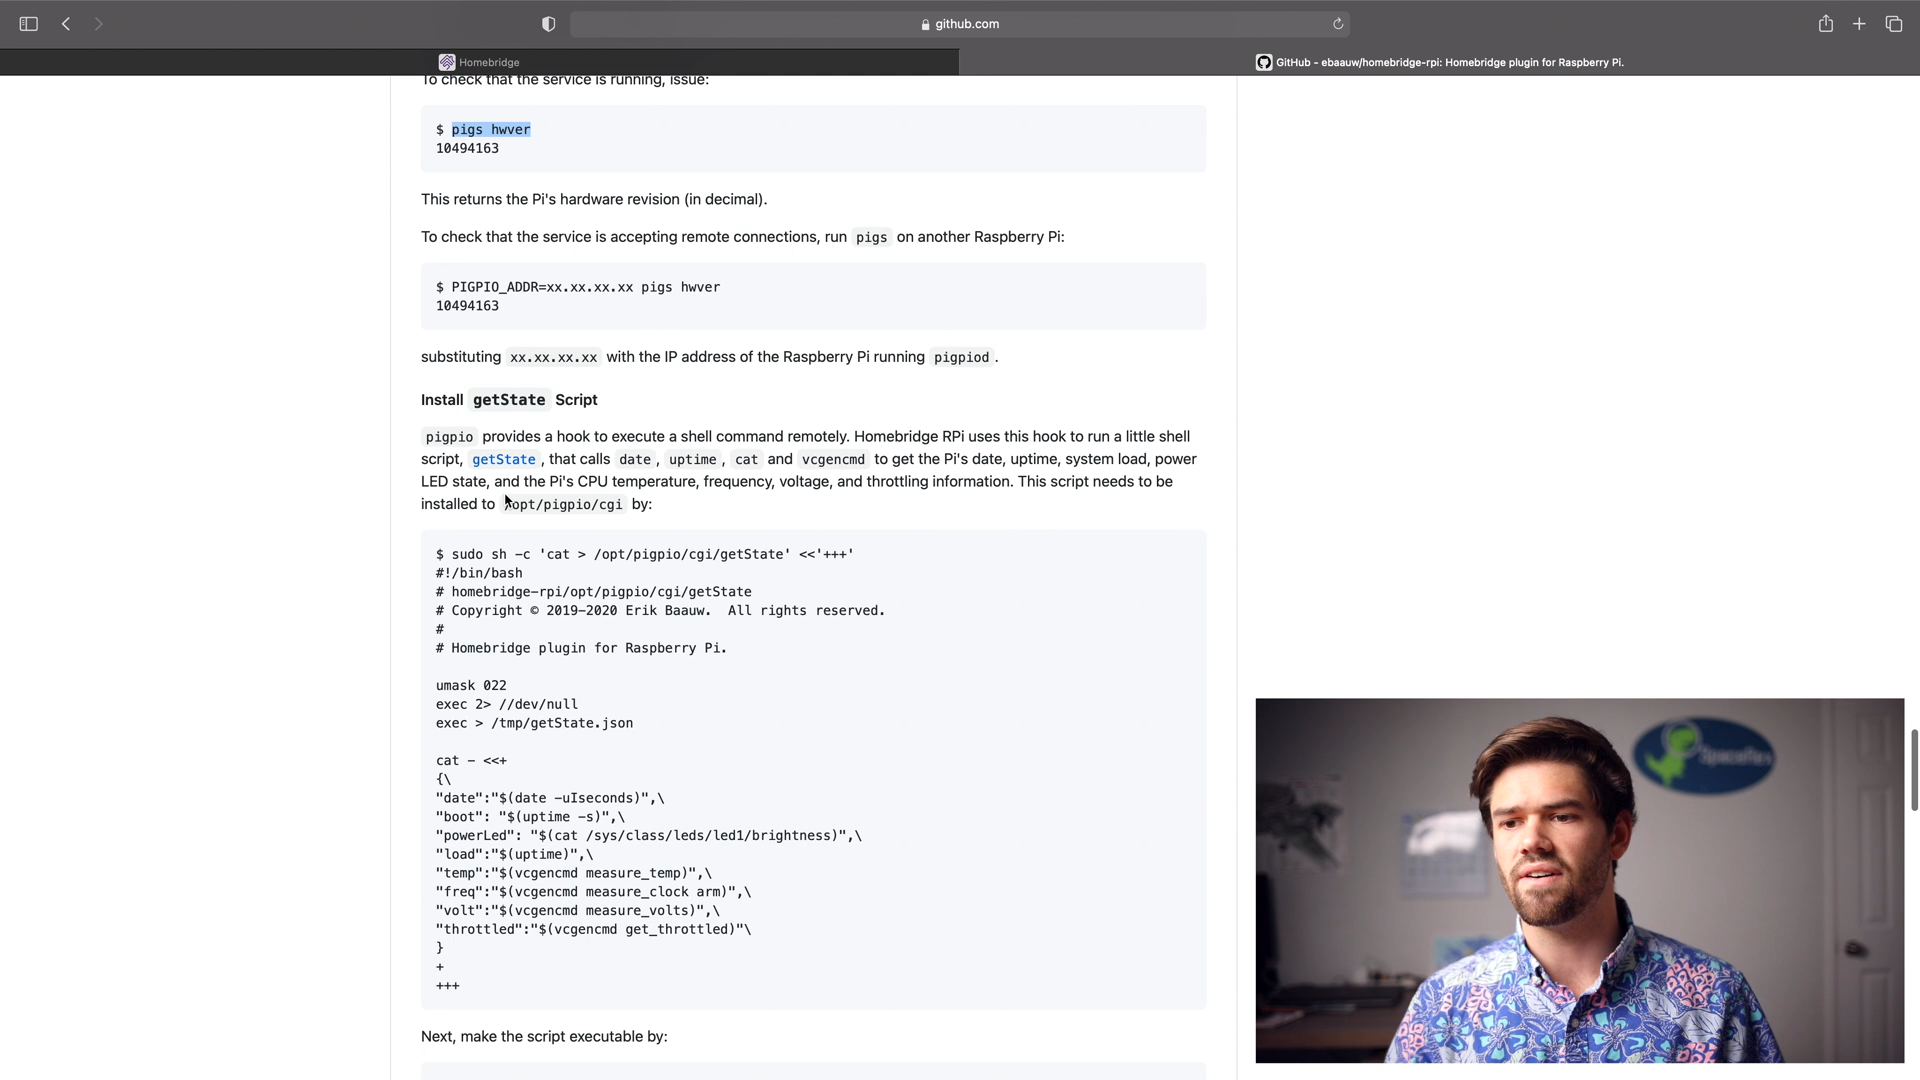 github.com
Homebridge
GitHub - ebaauw/homebridge-rpi: Homebridge plugin for Raspberry Pi.
To check that the service is running, issue:
$ pigs hwver
10494163
This returns the Pi's hardware revision (in decimal).
To check that the service is accepting remote connections, run pigs on another Raspberry Pi:
$ PIGPIO_ADDR=xx.xx.xx.xx pigs hwver
10494163
substituting xx.xx.xx.xx with the IP address of the Raspberry Pi running pigpiod .
Install getState Script
pigpio provides a hook to execute a shell command remotely. Homebridge RPi uses this hook to run a little shell
script, getState , that calls date , uptime , cat and vcgencmd to get the Pi's date, uptime, system load, power
LED state, and the Pi's CPU temperature, frequency, voltage, and throttling information. This script needs to be
installed to /opt/pigpio/cgi by:
$ sudo sh -c 'cat > /opt/pigpio/cgi/getState' <<'+++'
#!/bin/bash
# homebridge-rpi/opt/pigpio/cgi/getState
# Copyright © 2019-2020 Erik Baauw.  All rights reserved.
#
# Homebridge plugin for Raspberry Pi.
umask 022
exec 2> //dev/null
exec > /tmp/getState.json
cat - <<+
{\
"date":"$(date -uIseconds)",\
"boot": "$(uptime -s)",\
"powerLed": "$(cat /sys/class/leds/led1/brightness)",\
"load":"$(uptime)",\
"temp":"$(vcgencmd measure_temp)",\
"freq":"$(vcgencmd measure_clock arm)",\
"volt":"$(vcgencmd measure_volts)",\
"throttled":"$(vcgencmd get_throttled)"\
}
+
+++
Next, make the script executable by:
SpaceRex